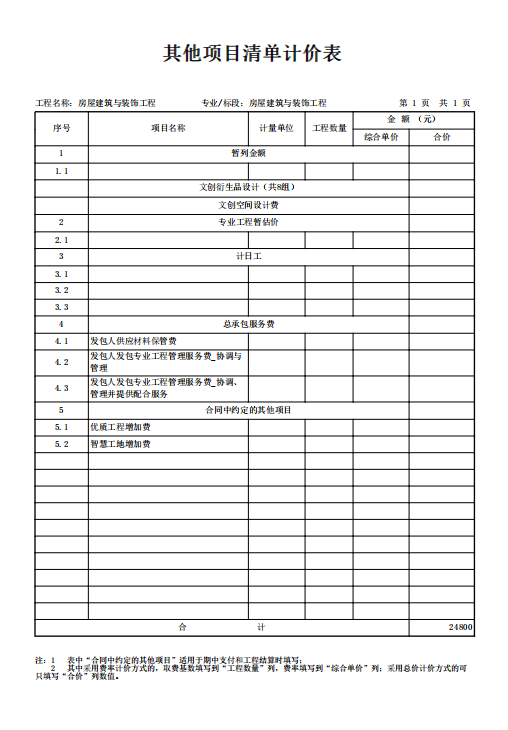 其他项目清单计价表
工程名称：房屋建筑与装饰工程 专业/标段：房屋建筑与装饰工程 第 1 页 共 1 页
序号 项目名称 计量单位 工程数量 金 额 （元）
综合单价 合价
1 暂列金额
1.1
文创衍生品设计（共8组）
文创空间设计费
2 专业工程暂估价
2.1
3 计日工
3.1
3.2
3.3
4 总承包服务费
4.1 发包人供应材料保管费
4.2 发包人发包专业工程管理服务费_协调与
管理
4.3 发包人发包专业工程管理服务费_协调、
管理并提供配合服务
5 合同中约定的其他项目
5.1 优质工程增加费
5.2 智慧工地增加费
合 计 24800
注：1 表中“合同中约定的其他项目”适用于期中支付和工程结算时填写；
2 其中采用费率计价方式的，取费基数填写到“工程数量”列，费率填写到“综合单价”列；采用总价计价方式的可
只填写“合价”列数值。